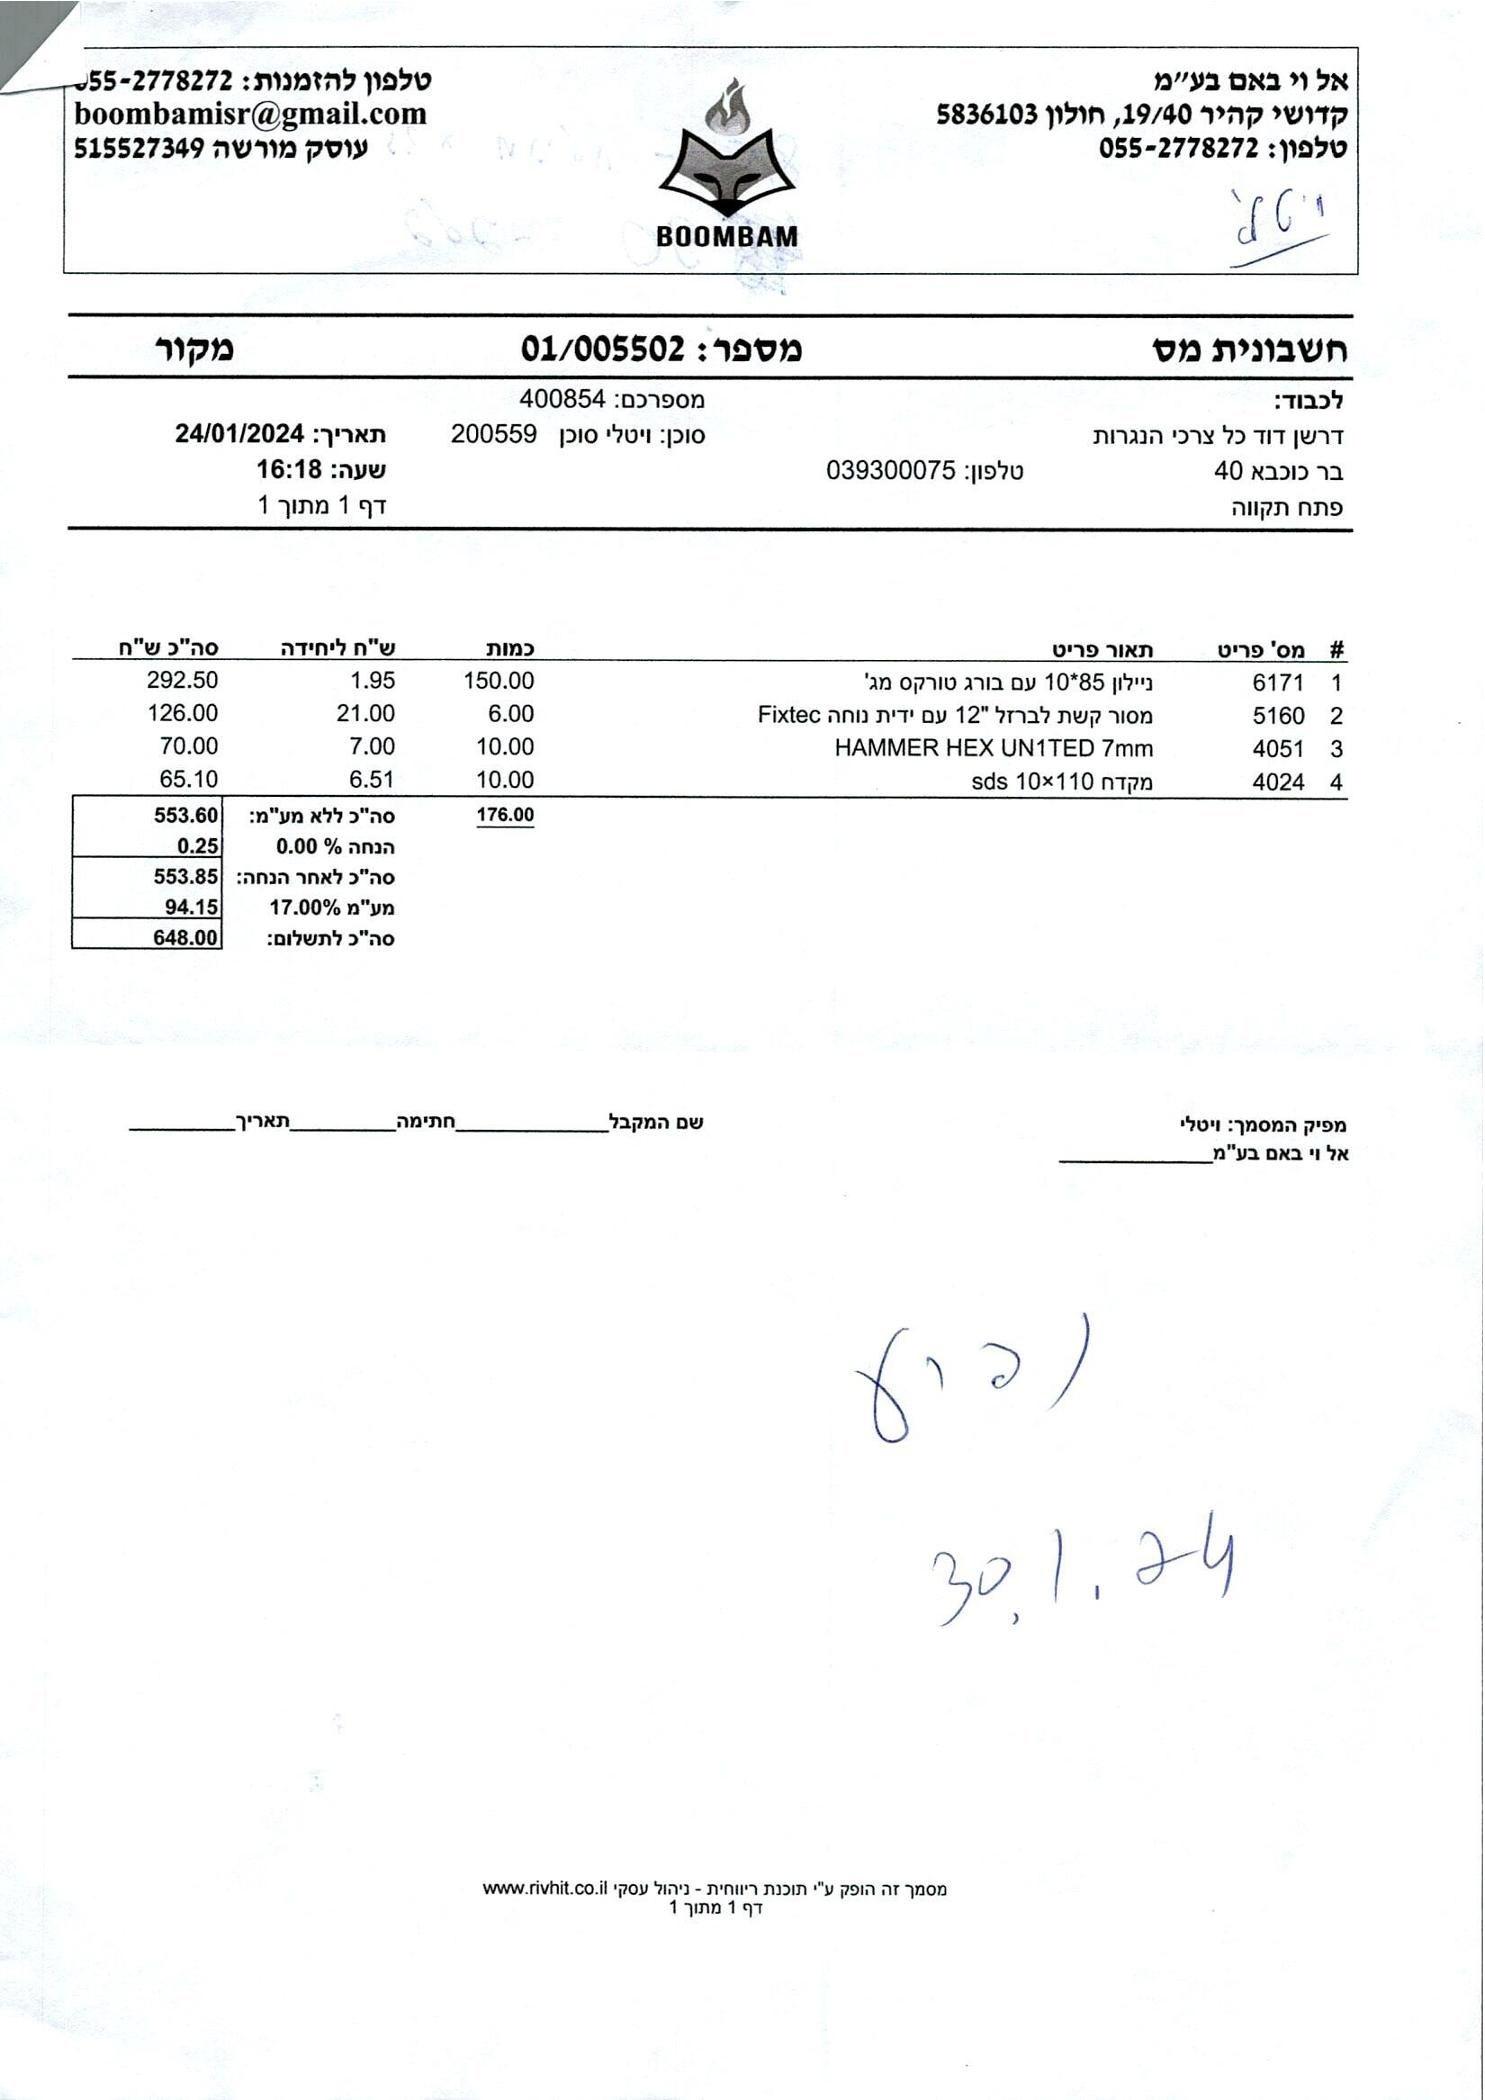 אל וי באם בע״מ
קדושי קהיר 19/40, חולון 5836103
טלפון: 055-2778272
ויטלי
BOOMBAM
טלפון להזמנות: 055-2778272
boombamisr@gmail.com
עוסק מורשה 515527349
חשבונית מס מספר: 01/005502 מקור
לכבוד: מספרכם: 400854
דרשן דוד כל צרכי הנגרות סוכן: ויטלי סוכן 200559 תאריך: 24/01/2024
בר כוכבא 40 טלפון: 039300075 שעה: 16:18
פתח תקווה דף 1 מתוך 1
# מס' פריט תאור פריט כמות ש"ח ליחידה סה"כ ש"ח
1 6171 ניילון 85*10 עם בורג טורקס מג' 150.00 1.95 292.50
2 5160 מסור קשת לברזל "12 עם ידית נוחה Fixtec 6.00 21.00 126.00
3 4051 HAMMER HEX UN1TED 7mm 10.00 7.00 70.00
4 4024 מקדח sds 10×110 10.00 6.51 65.10
176.00 סה"כ ללא מע"מ: 553.60
הנחה % 0.00 0.25
סה"כ לאחר הנחה: 553.85
מע"מ 17.00% 94.15
סה"כ לתשלום: 648.00
מפיק המסמך: ויטלי שם המקבל חתימה תאריך
אל וי באם בע"מ
30.1.24
מסמך זה הופק ע"י תוכנת ריווחית - ניהול עסקי www.rivhit.co.il
דף 1 מתוך 1